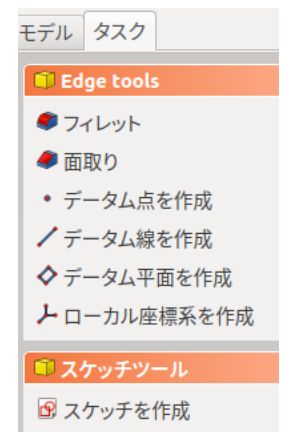 モデル タスク
Edge tools
フィレット
面取り
データム点を作成
データム線を作成
データム平面を作成
ローカル座標系を作成
スケッチツール
スケッチを作成